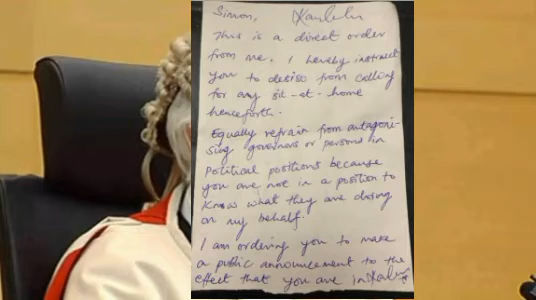 Simon,
This is a direct order
from me. I hereby instruct
you to desist from calling
for any sit-at-home
henceforth.
Equally refrain from antagoni-
sing governors or persons in
political positions because
you are not in a position to
know what they are doing
on my behalf.
I am ordering you to make
a public announcement to the
effect that you are in